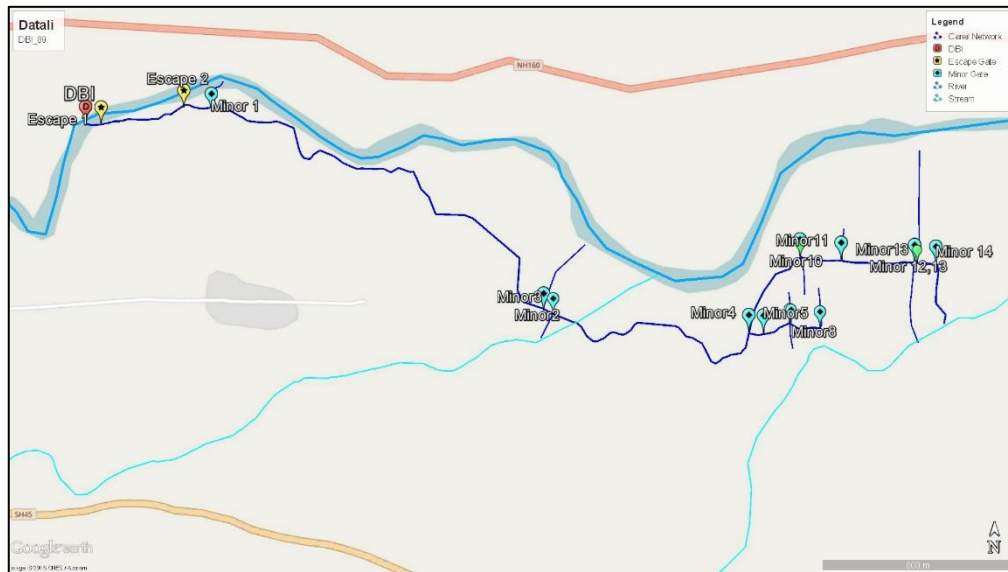 Datali
DBI_89
Legend
Canal Network
DBI
Escape Gate
Minor Gate
River
Stream
NH160
DBI
Escape 1
Escape 2
Minor 1
Minor3
Minor2
Minor4
Minor5
Minor8
Minor11
Minor10
Minor13
Minor 12,13
Minor 14
SH45
Google earth
600 m
N